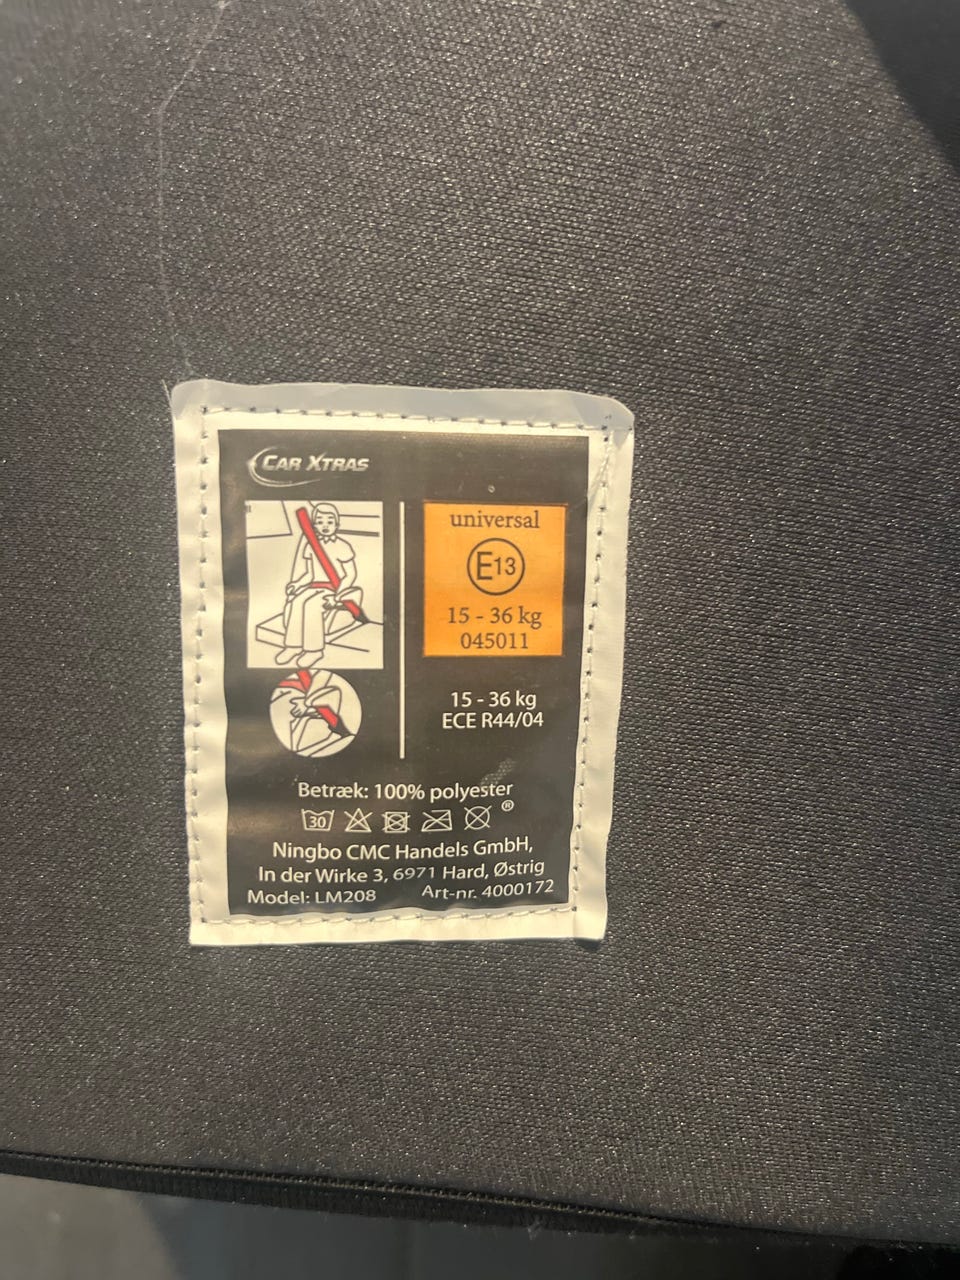 CAR XTRAS
universal
E13
15 - 36 kg
045011
15 - 36 kg
ECE R44/04
Betræk: 100% polyester
30 ®
Ningbo CMC Handels GmbH,
In der Wirke 3, 6971 Hard, Østrig
Model: LM208 Art-nr. 4000172